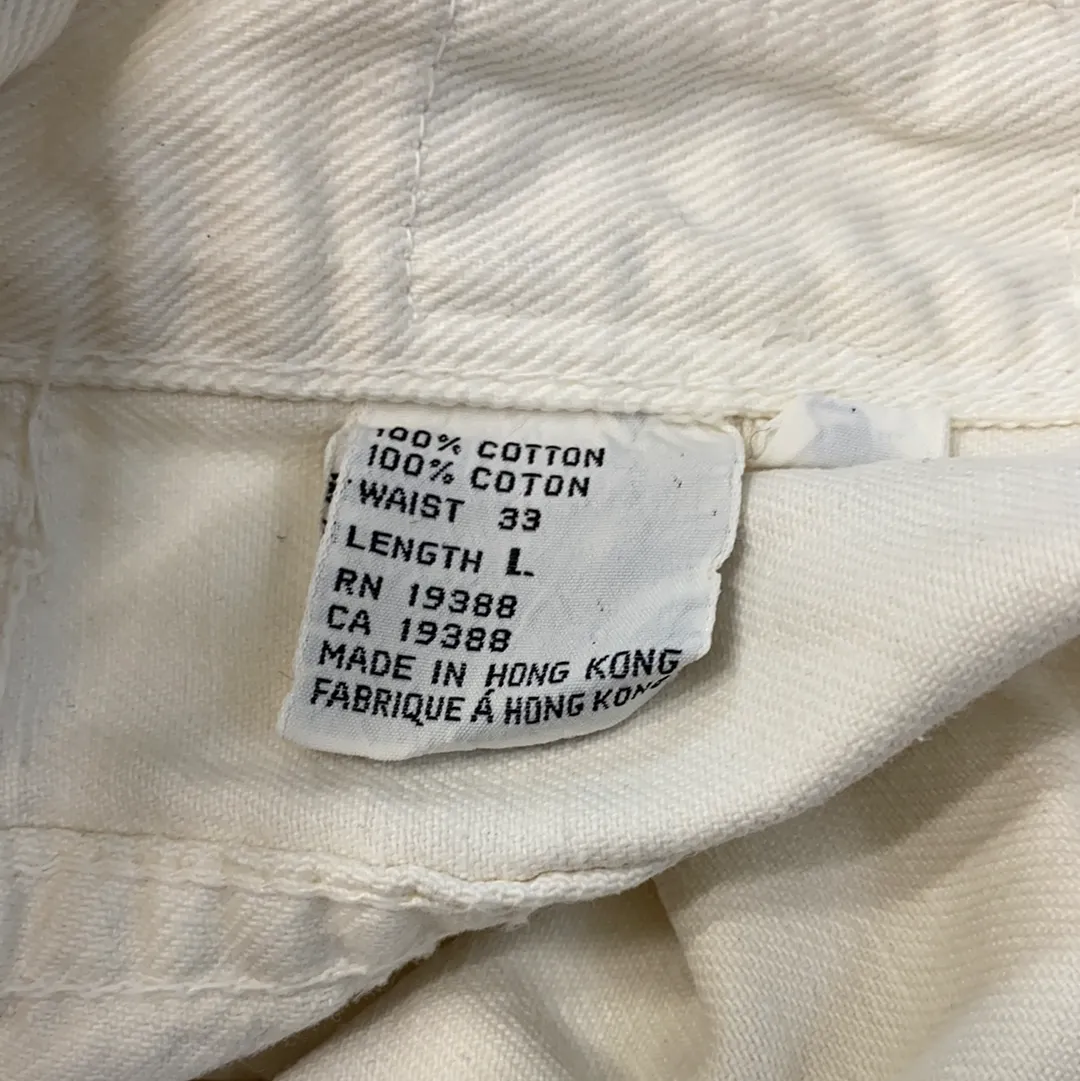 100% COTTON
100% COTON
WAIST 33
LENGTH L.
RN 19388
CA 19388
MADE IN HONG KONG
FABRIQUE Á HONG KONG